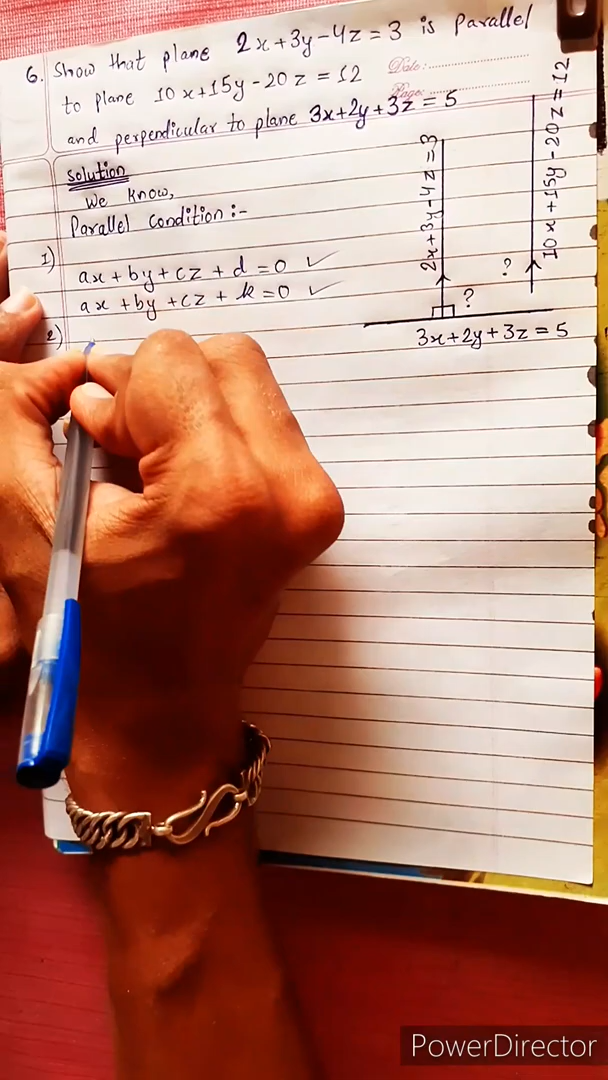 6. Show that plane 2x+3y-4z=3 is parallel
to plane 10x+15y-20z=12
and perpendicular to plane 3x+2y+3z=5
Date:
Page:
solution
We know,
Parallel condition:-
1)
ax+by+cz+d=0 ✓
ax+by+cz+k=0 ✓
2)
2x+3y-4z=3
10x+15y-20z=12
?
?
3x+2y+3z=5
PowerDirector